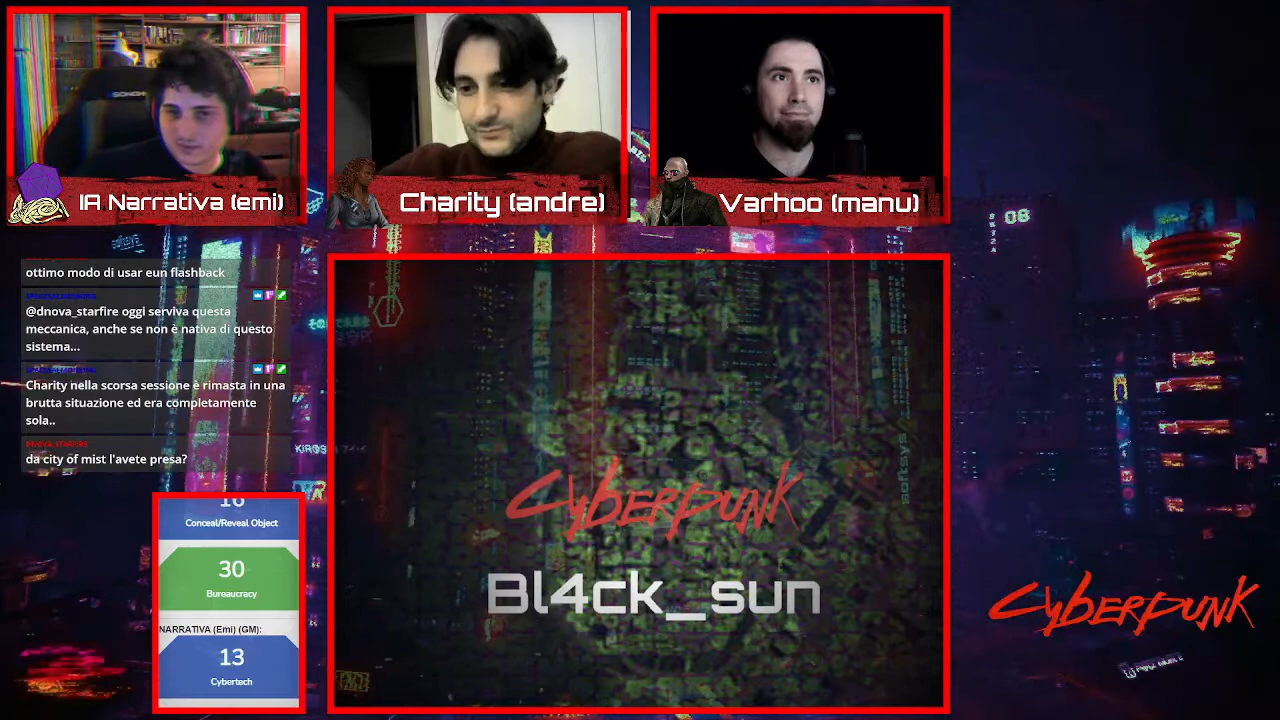 IA Narrativa (emi)
Charity (andre)
Varhoo (manu)
08
ottimo modo di usar eun flashback
@dnova_starfire oggi serviva questa
meccanica, anche se non è nativa di questo
sistema...
Charity nella scorsa sessione è rimasta in una
brutta situazione ed era completamente
sola..
DNOVA_STARFIRE
da city of mist l'avete presa?
16
Conceal/Reveal Object
30
Bureaucracy
NARRATIVA (Emi) (GM):
13
Cybertech
softsys
CYBERPUNK
Bl4ck_sun
CYBERPUNK